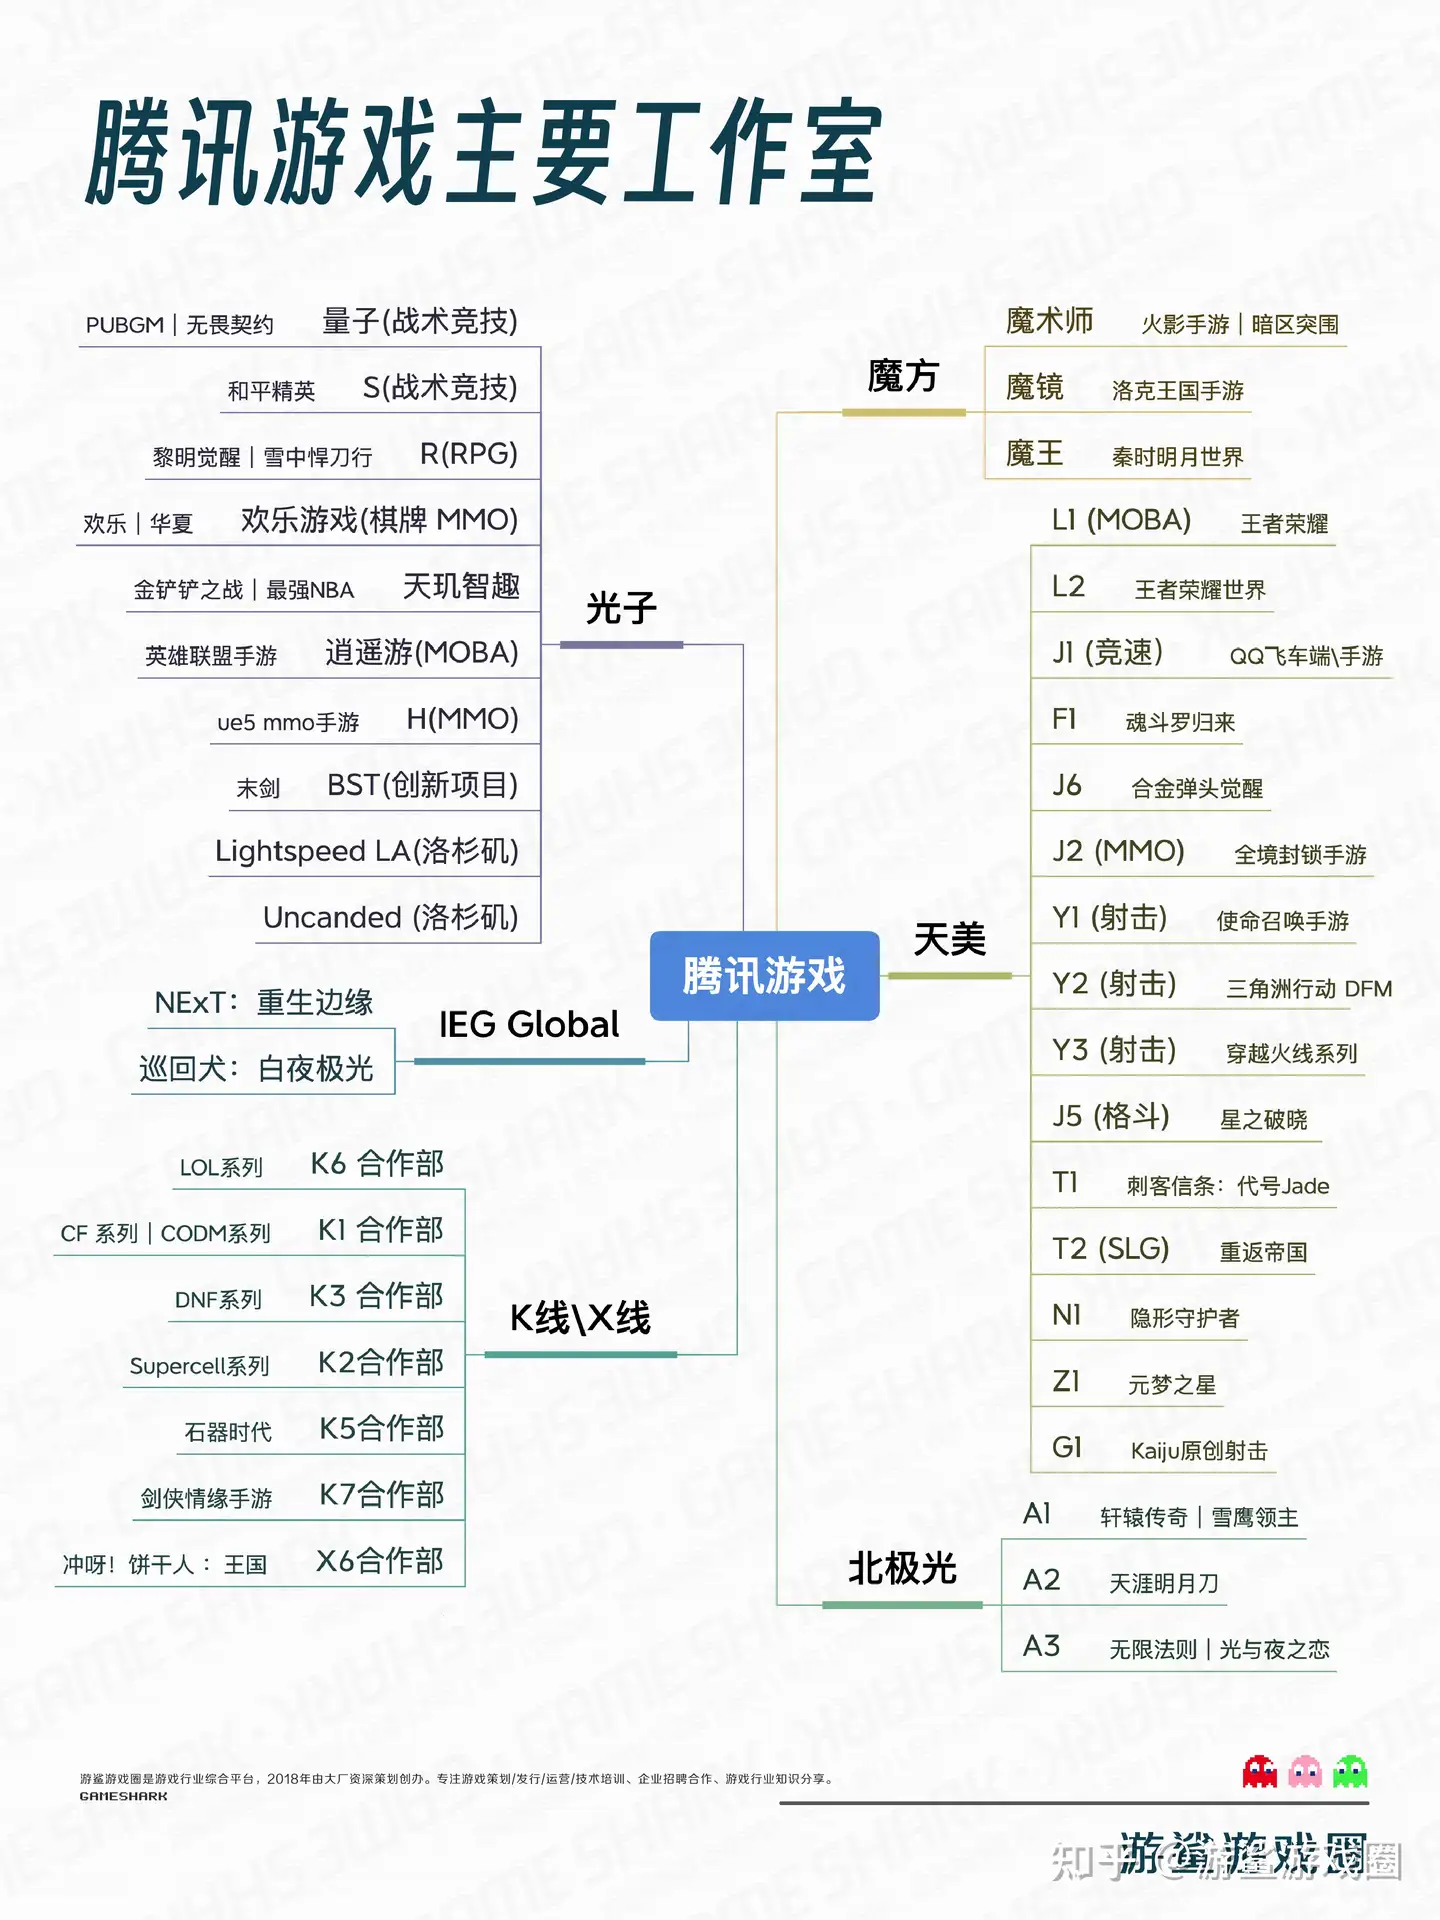 腾讯游戏主要工作室
PUBGM｜无畏契约 量子(战术竞技)
和平精英 S(战术竞技)
黎明觉醒｜雪中悍刀行 R(RPG)
欢乐｜华夏 欢乐游戏(棋牌 MMO)
金铲铲之战｜最强NBA 天玑智趣
英雄联盟手游 逍遥游(MOBA)
ue5 mmo手游 H(MMO)
末剑 BST(创新项目)
Lightspeed LA(洛杉矶)
Uncanded (洛杉矶)
光子
NExT：重生边缘
巡回犬：白夜极光
IEG Global
LOL系列 K6 合作部
CF 系列｜CODM系列 K1 合作部
DNF系列 K3 合作部
Supercell系列 K2合作部
石器时代 K5合作部
剑侠情缘手游 K7合作部
冲呀！饼干人：王国 X6合作部
K线\X线
腾讯游戏
魔方
魔术师 火影手游｜暗区突围
魔镜 洛克王国手游
魔王 秦时明月世界
天美
L1 (MOBA) 王者荣耀
L2 王者荣耀世界
J1 (竞速) QQ飞车端\手游
F1 魂斗罗归来
J6 合金弹头觉醒
J2 (MMO) 全境封锁手游
Y1 (射击) 使命召唤手游
Y2 (射击) 三角洲行动 DFM
Y3 (射击) 穿越火线系列
J5 (格斗) 星之破晓
T1 刺客信条：代号Jade
T2 (SLG) 重返帝国
N1 隐形守护者
Z1 元梦之星
G1 Kaiju原创射击
北极光
A1 轩辕传奇｜雪鹰领主
A2 天涯明月刀
A3 无限法则｜光与夜之恋
游鲨游戏圈是游戏行业综合平台，2018年由大厂资深策划创办。专注游戏策划/发行/运营/技术培训、企业招聘合作、游戏行业知识分享。
GAMESHARK
游鲨游戏圈
知乎 @游鲨游戏圈